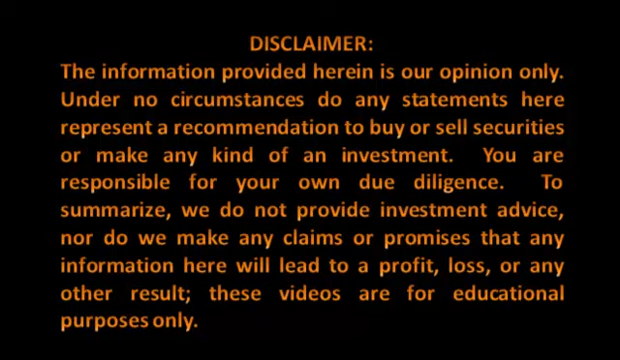 DISCLAIMER:
The information provided herein is our opinion only.
Under no circumstances do any statements here
represent a recommendation to buy or sell securities
or make any kind of an investment. You are
responsible for your own due diligence. To
summarize, we do not provide investment advice,
nor do we make any claims or promises that any
information here will lead to a profit, loss, or any
other result; these videos are for educational
purposes only.